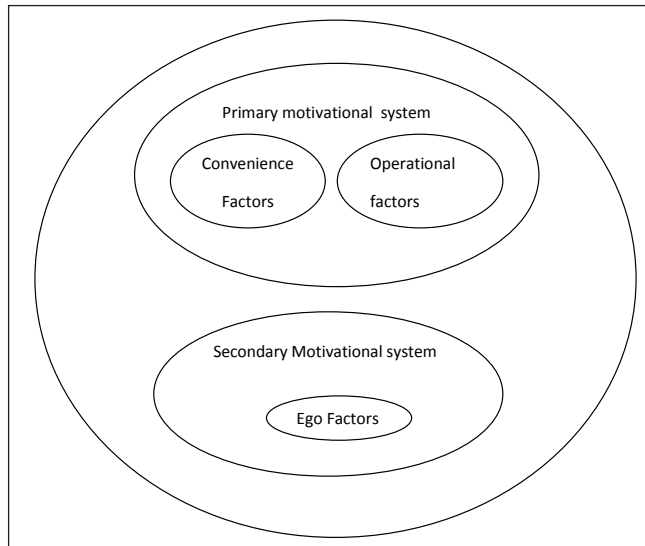 Primary motivational system
Convenience
Factors
Operational
factors
Secondary Motivational system
Ego Factors